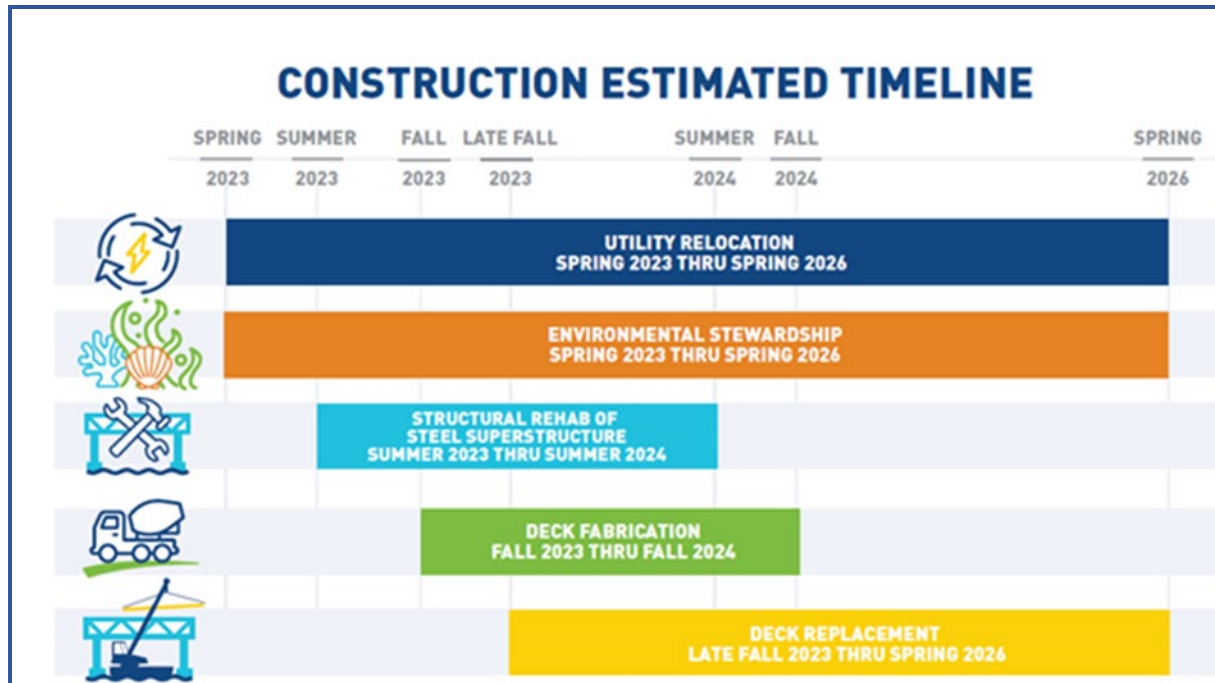 CONSTRUCTION ESTIMATED TIMELINE
SPRING SUMMER FALL LATE FALL SUMMER FALL SPRING
2023 2023 2023 2023 2024 2024 2026
UTILITY RELOCATION
SPRING 2023 THRU SPRING 2026
ENVIRONMENTAL STEWARDSHIP
SPRING 2023 THRU SPRING 2026
STRUCTURAL REHAB OF
STEEL SUPERSTRUCTURE
SUMMER 2023 THRU SUMMER 2024
DECK FABRICATION
FALL 2023 THRU FALL 2024
DECK REPLACEMENT
LATE FALL 2023 THRU SPRING 2026